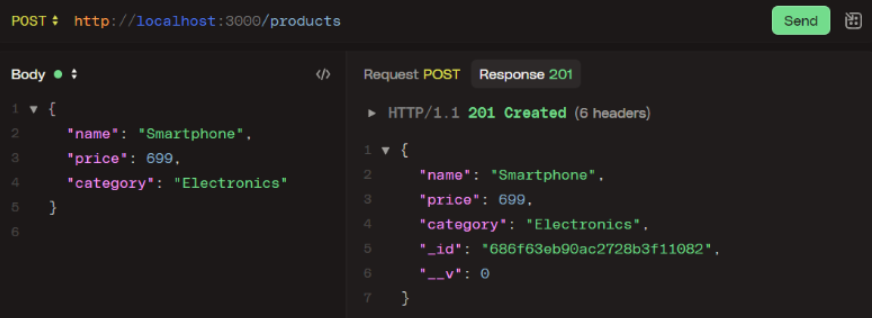 POST http://localhost:3000/products Send
Body </>
1 {
2 "name": "Smartphone",
3 "price": 699,
4 "category": "Electronics"
5 }
6
Request POST Response 201
HTTP/1.1 201 Created (6 headers)
1 {
2 "name": "Smartphone",
3 "price": 699,
4 "category": "Electronics",
5 "_id": "686f63eb90ac2728b3f11082",
6 "__v": 0
7 }